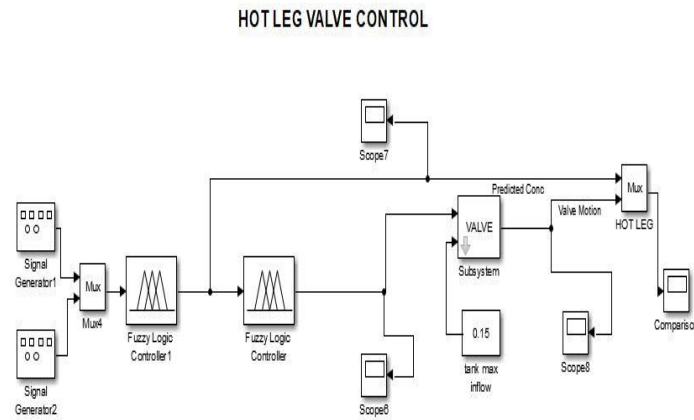 HOT LEG VALVE CONTROL
Scope7
Predicted Conc
Mux
VALVE
Valve Motion
HOT LEG
Signal
Generator1
Mux
Mux4
Subsystem
Fuzzy Logic
Controller1
Fuzzy Logic
Controller
0.15
tank max
inflow
Compariso
Scope8
Signal
Generator2
Scope6